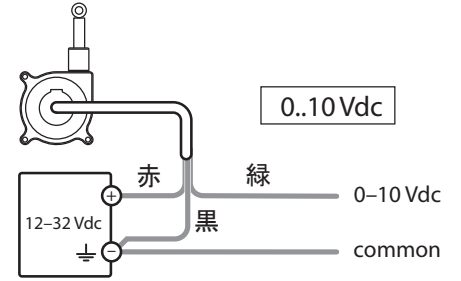 0..10 Vdc
赤
緑
0–10 Vdc
+
12–32 Vdc
黒
−
common